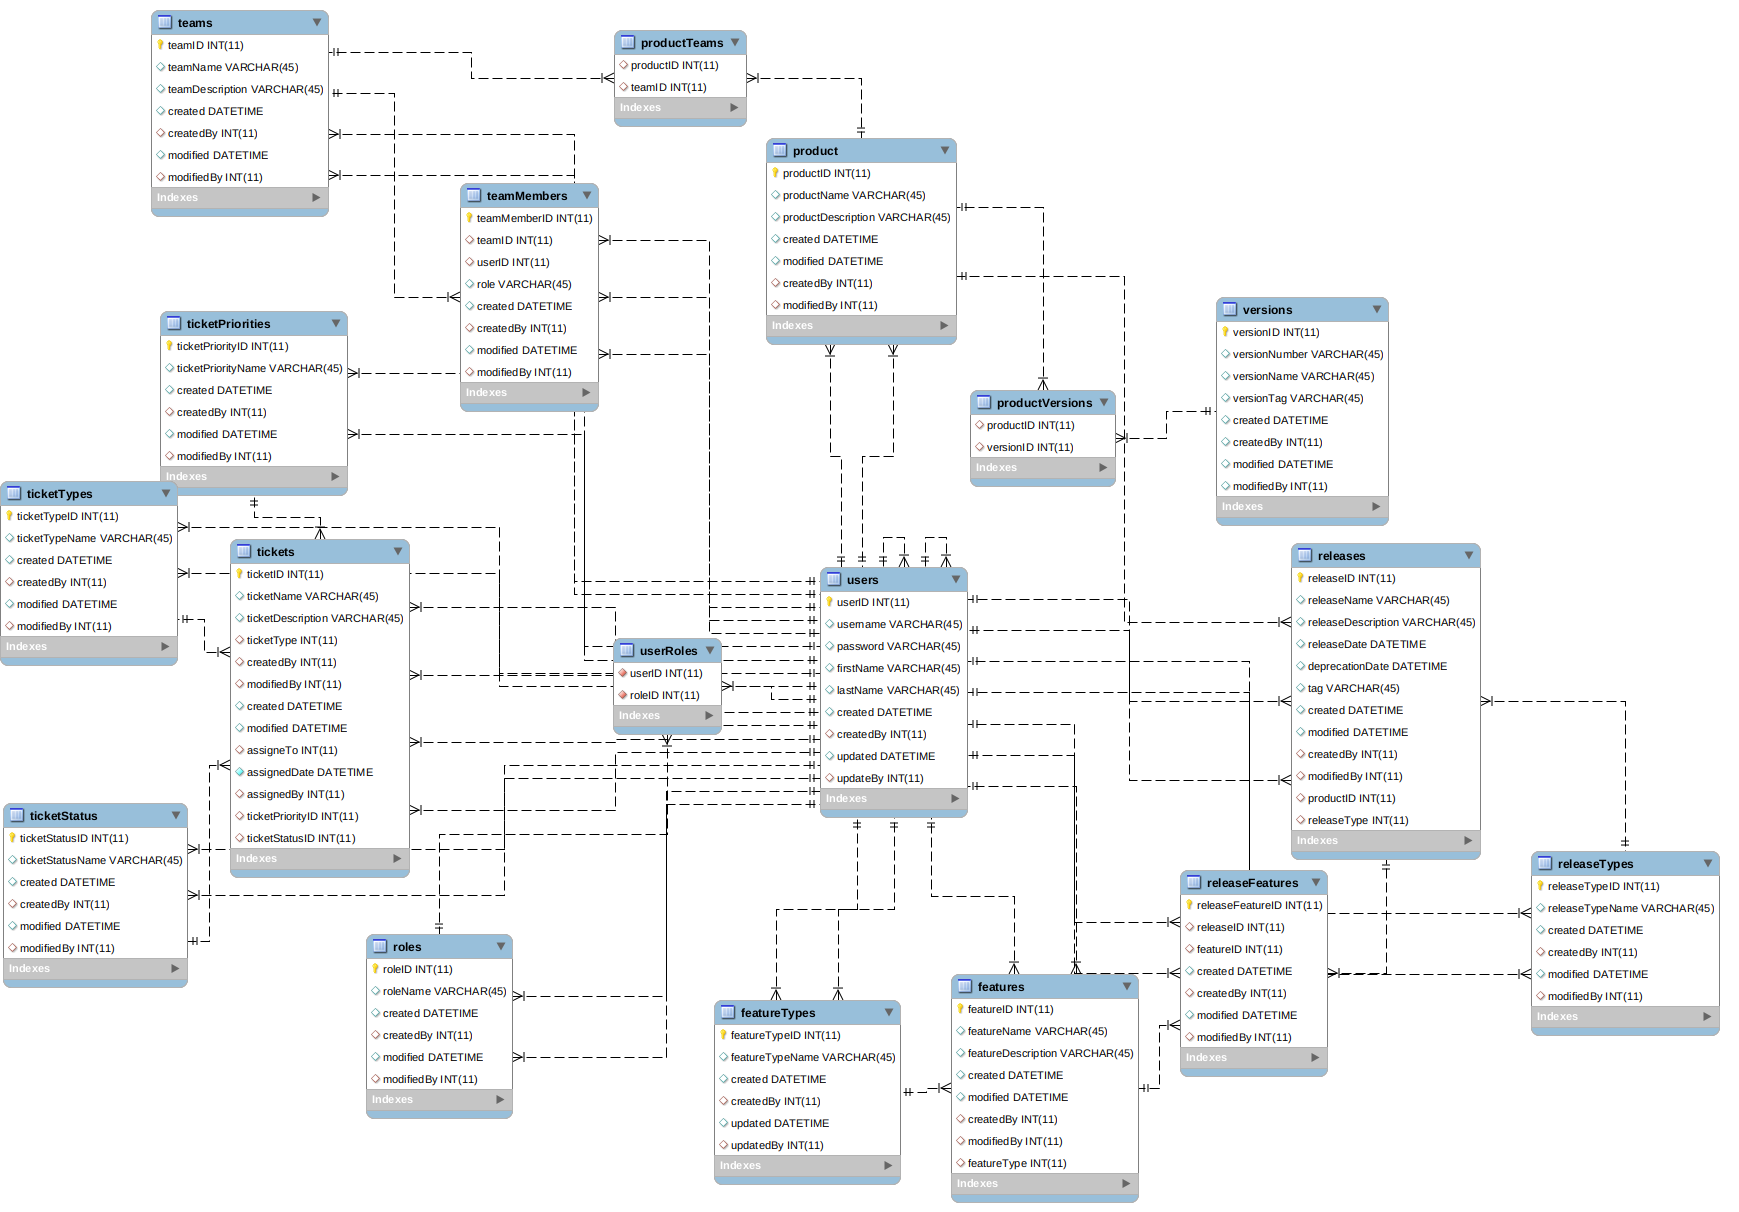 teams
teamID INT(11)
teamName VARCHAR(45)
teamDescription VARCHAR(45)
created DATETIME
createdBy INT(11)
modified DATETIME
modifiedBy INT(11)
Indexes
productTeams
productID INT(11)
teamID INT(11)
Indexes
product
productID INT(11)
productName VARCHAR(45)
productDescription VARCHAR(45)
created DATETIME
modified DATETIME
createdBy INT(11)
modifiedBy INT(11)
Indexes
teamMembers
teamMemberID INT(11)
teamID INT(11)
userID INT(11)
role VARCHAR(45)
created DATETIME
createdBy INT(11)
modified DATETIME
modifiedBy INT(11)
Indexes
ticketPriorities
ticketPriorityID INT(11)
ticketPriorityName VARCHAR(45)
created DATETIME
createdBy INT(11)
modified DATETIME
modifiedBy INT(11)
Indexes
versions
versionID INT(11)
versionNumber VARCHAR(45)
versionName VARCHAR(45)
versionTag VARCHAR(45)
created DATETIME
createdBy INT(11)
modified DATETIME
modifiedBy INT(11)
Indexes
productVersions
productID INT(11)
versionID INT(11)
Indexes
ticketTypes
ticketTypeID INT(11)
ticketTypeName VARCHAR(45)
created DATETIME
createdBy INT(11)
modified DATETIME
modifiedBy INT(11)
Indexes
tickets
ticketID INT(11)
ticketName VARCHAR(45)
ticketDescription VARCHAR(45)
ticketType INT(11)
createdBy INT(11)
modifiedBy INT(11)
created DATETIME
modified DATETIME
assigneTo INT(11)
assignedDate DATETIME
assignedBy INT(11)
ticketPriorityID INT(11)
ticketStatusID INT(11)
Indexes
users
userID INT(11)
username VARCHAR(45)
password VARCHAR(45)
firstName VARCHAR(45)
lastName VARCHAR(45)
created DATETIME
createdBy INT(11)
updated DATETIME
updateBy INT(11)
Indexes
userRoles
userID INT(11)
roleID INT(11)
Indexes
releases
releaseID INT(11)
releaseName VARCHAR(45)
releaseDescription VARCHAR(45)
releaseDate DATETIME
deprecationDate DATETIME
tag VARCHAR(45)
created DATETIME
modified DATETIME
createdBy INT(11)
modifiedBy INT(11)
productID INT(11)
releaseType INT(11)
Indexes
ticketStatus
ticketStatusID INT(11)
ticketStatusName VARCHAR(45)
created DATETIME
createdBy INT(11)
modified DATETIME
modifiedBy INT(11)
Indexes
roles
roleID INT(11)
roleName VARCHAR(45)
created DATETIME
createdBy INT(11)
modified DATETIME
modifiedBy INT(11)
Indexes
featureTypes
featureTypeID INT(11)
featureTypeName VARCHAR(45)
created DATETIME
createdBy INT(11)
updated DATETIME
updatedBy INT(11)
Indexes
features
featureID INT(11)
featureName VARCHAR(45)
featureDescription VARCHAR(45)
created DATETIME
modified DATETIME
createdBy INT(11)
modifiedBy INT(11)
featureType INT(11)
Indexes
releaseFeatures
releaseFeatureID INT(11)
releaseID INT(11)
featureID INT(11)
created DATETIME
createdBy INT(11)
modified DATETIME
modifiedBy INT(11)
Indexes
releaseTypes
releaseTypeID INT(11)
releaseTypeName VARCHAR(45)
created DATETIME
createdBy INT(11)
modified DATETIME
modifiedBy INT(11)
Indexes